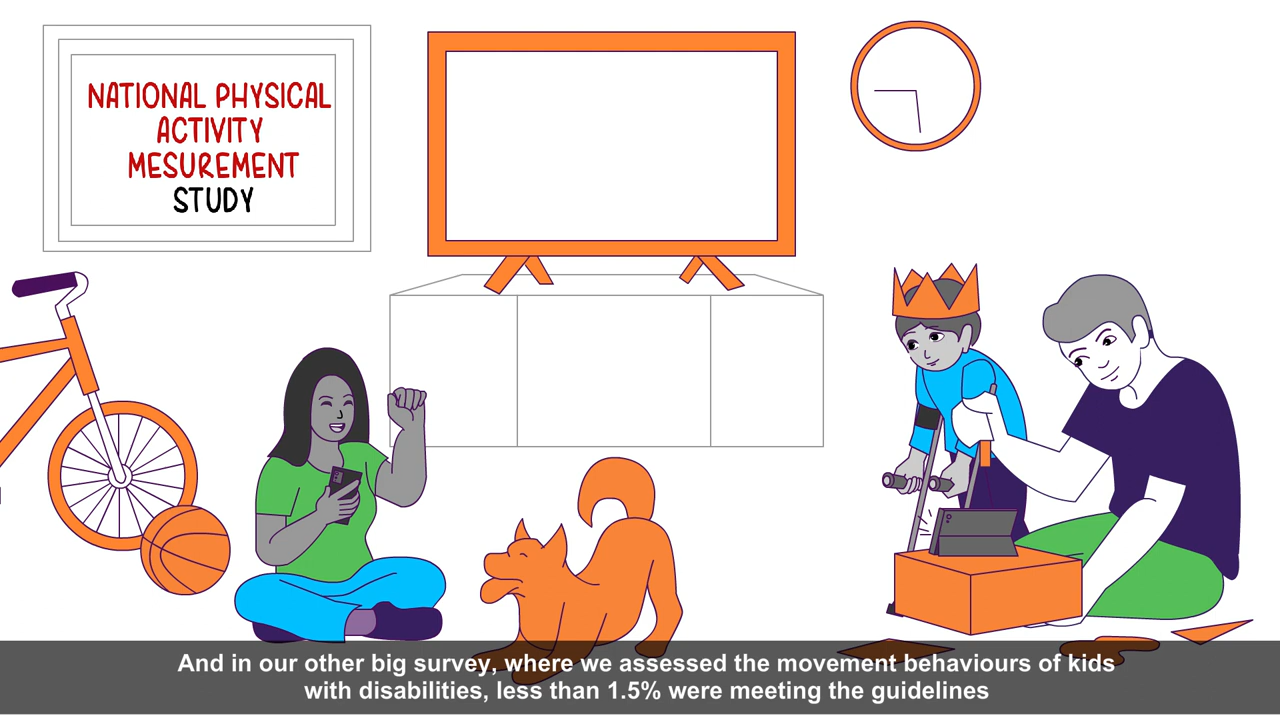 NATIONAL PHYSICAL
ACTIVITY
MESUREMENT
STUDY
And in our other big survey, where we assessed the movement behaviours of kids
with disabilities, less than 1.5% were meeting the guidelines